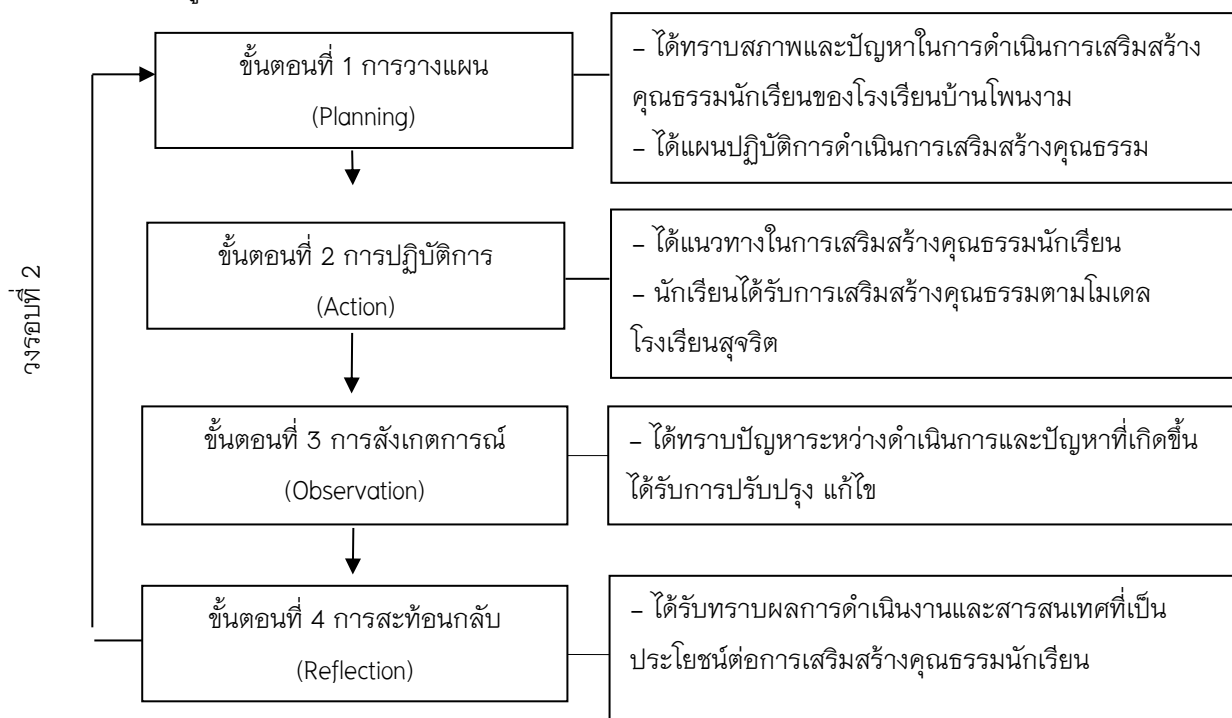 ขั้นตอนที่ 1 การวางแผน
(Planning)
– ได้ทราบสภาพและปัญหาในการดำเนินการเสริมสร้าง
คุณธรรมนักเรียนของโรงเรียนบ้านโพนงาม
– ได้แผนปฏิบัติการดำเนินการเสริมสร้างคุณธรรม
วงรอบที่ 2
ขั้นตอนที่ 2 การปฏิบัติการ
(Action)
– ได้แนวทางในการเสริมสร้างคุณธรรมนักเรียน
– นักเรียนได้รับการเสริมสร้างคุณธรรมตามโมเดล
โรงเรียนสุจริต
ขั้นตอนที่ 3 การสังเกตการณ์
(Observation)
– ได้ทราบปัญหาระหว่างดำเนินการและปัญหาที่เกิดขึ้น
ได้รับการปรับปรุง แก้ไข
ขั้นตอนที่ 4 การสะท้อนกลับ
(Reflection)
– ได้รับทราบผลการดำเนินงานและสารสนเทศที่เป็น
ประโยชน์ต่อการเสริมสร้างคุณธรรมนักเรียน